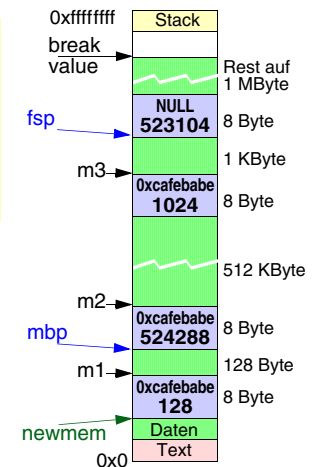 0xffffffff
Stack
break
value
Rest auf
1 MByte
fsp
NULL
523104
8 Byte
1 KByte
m3
0xcafebabe
1024
8 Byte
512 KByte
m2
0xcafebabe
524288
8 Byte
mbp
128 Byte
m1
0xcafebabe
128
8 Byte
newmem
Daten
Text
0x0